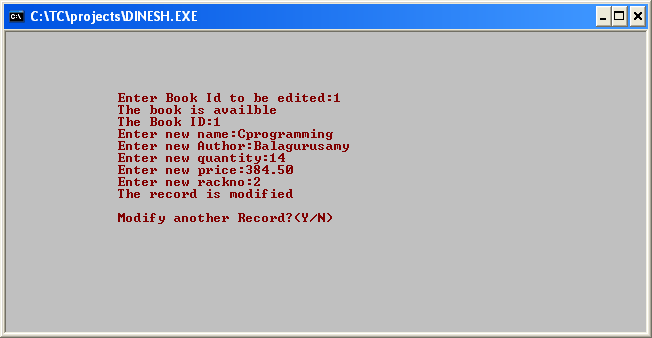 C:\TC\projects\DINESH.EXE
Enter Book Id to be edited:1
The book is availble
The Book ID:1
Enter new name:Cprogramming
Enter new Author:Balagurusamy
Enter new quantity:14
Enter new price:384.50
Enter new rackno:2
The record is modified
Modify another Record?(Y/N)